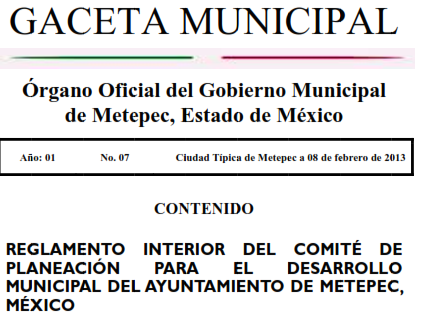 GACETA MUNICIPAL
Órgano Oficial del Gobierno Municipal
de Metepec, Estado de México
Año: 01 No. 07 Ciudad Típica de Metepec a 08 de febrero de 2013
CONTENIDO
REGLAMENTO INTERIOR DEL COMITÉ DE
PLANEACIÓN PARA EL DESARROLLO
MUNICIPAL DEL AYUNTAMIENTO DE METEPEC,
MÉXICO